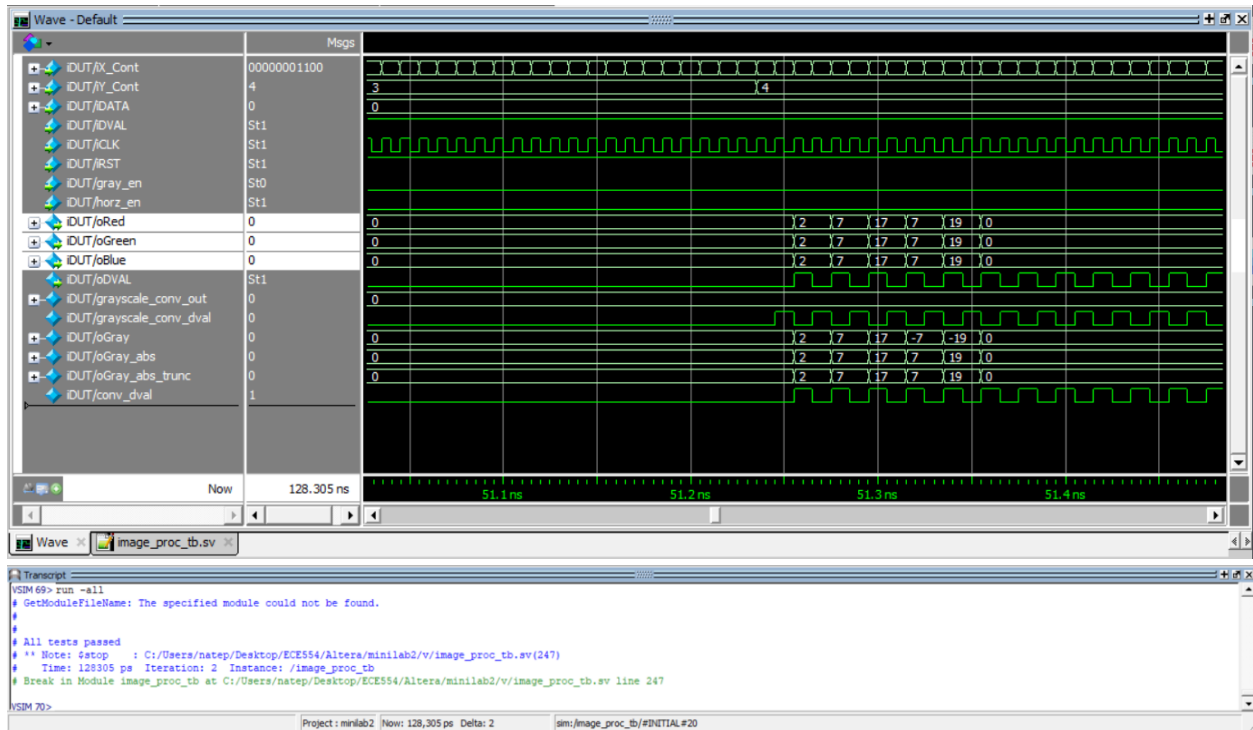 Wave - Default
Msgs
iDUT/iX_Cont 00000001100
iDUT/iY_Cont 4 3 4
iDUT/iDATA 0 0
iDUT/iDVAL St1
iDUT/iCLK St1
iDUT/iRST St1
iDUT/gray_en St0
iDUT/horz_en St1
iDUT/oRed 0 0 2 7 17 7 19 0
iDUT/oGreen 0 0 2 7 17 7 19 0
iDUT/oBlue 0 0 2 7 17 7 19 0
iDUT/oDVAL St1
iDUT/grayscale_conv_out 0 0
iDUT/grayscale_conv_dval 0
iDUT/oGray 0 0 2 7 17 -7 -19 0
iDUT/oGray_abs 0 0 2 7 17 7 19 0
iDUT/oGray_abs_trunc 0 0 2 7 17 7 19 0
iDUT/conv_dval 1
Now 128.305 ns 51.1 ns 51.2 ns 51.3 ns 51.4 ns
Wave image_proc_tb.sv
Transcript
VSIM 69> run -all
# GetModuleFileName: The specified module could not be found.
#
#
# All tests passed
# ** Note: $stop : C:/Users/natep/Desktop/ECE554/Altera/minilab2/v/image_proc_tb.sv(247)
# Time: 128305 ps Iteration: 2 Instance: /image_proc_tb
# Break in Module image_proc_tb at C:/Users/natep/Desktop/ECE554/Altera/minilab2/v/image_proc_tb.sv line 247
VSIM 70>
Project : minilab2 Now: 128,305 ps Delta: 2 sim:/image_proc_tb/#INITIAL#20